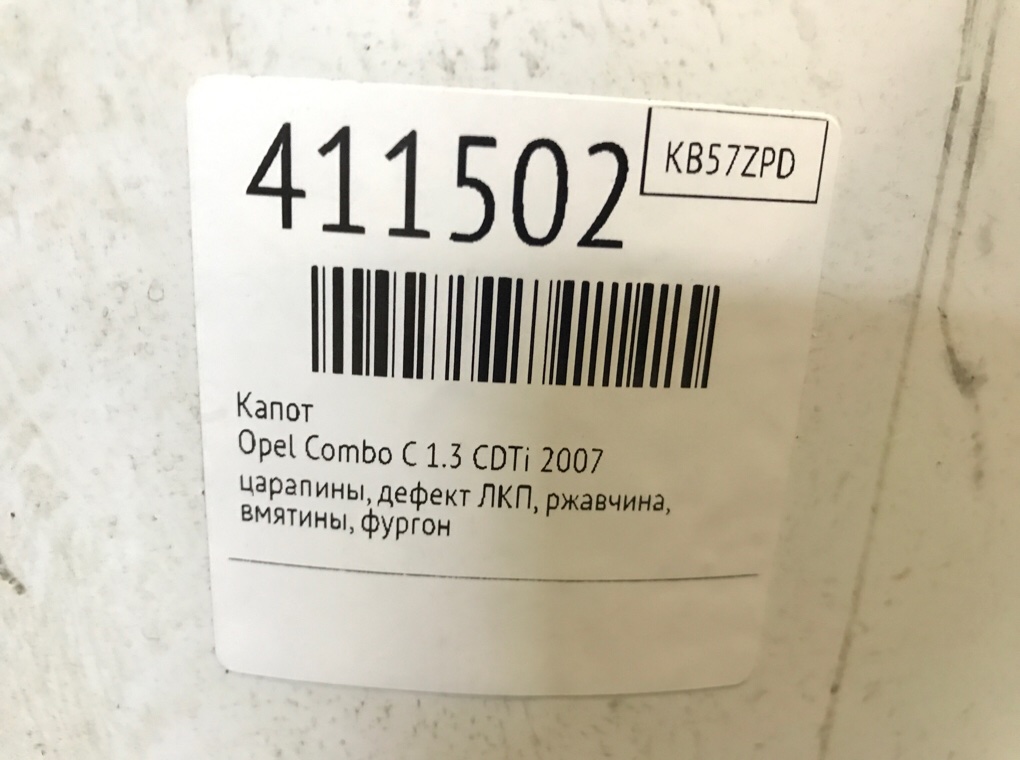 411502
KB57ZPD
Капот
Opel Combo C 1.3 CDTi 2007
царапины, дефект ЛКП, ржавчина,
вмятины, фургон